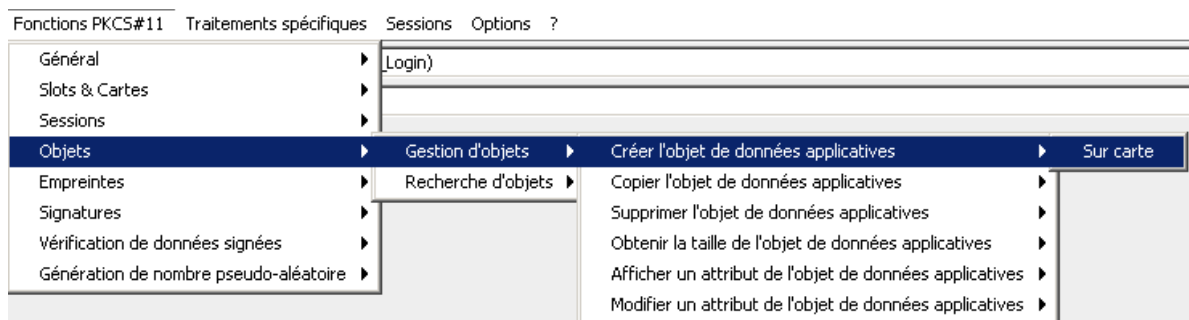 Fonctions PKCS#11 Traitements spécifiques Sessions Options ?
Général
_Login)
Slots & Cartes
Sessions
Objets Gestion d'objets Créer l'objet de données applicatives Sur carte
Empreintes Recherche d'objets Copier l'objet de données applicatives
Signatures Supprimer l'objet de données applicatives
Vérification de données signées Obtenir la taille de l'objet de données applicatives
Génération de nombre pseudo-aléatoire Afficher un attribut de l'objet de données applicatives
Modifier un attribut de l'objet de données applicatives